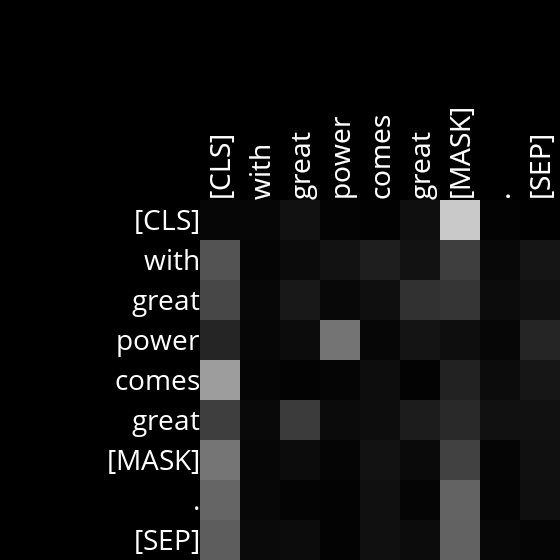 [CLS] with great power comes great [MASK] . [SEP]
[CLS]
with
great
power
comes
great
[MASK]
.
[SEP]